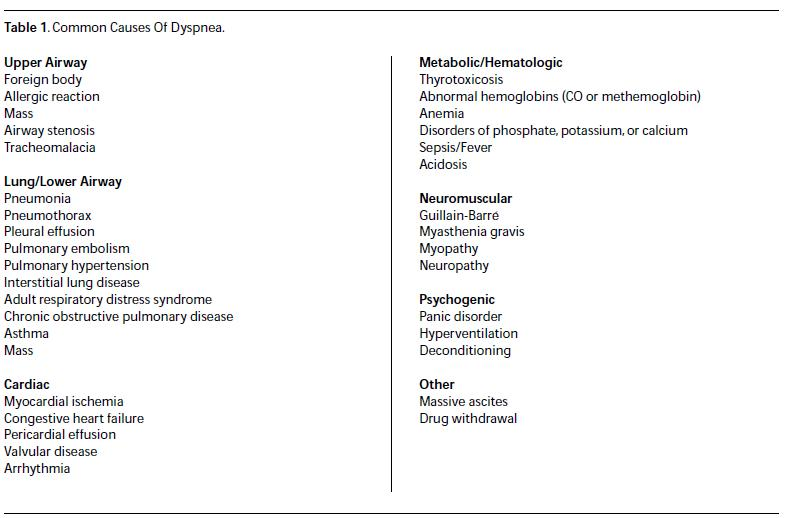 Table 1. Common Causes Of Dyspnea.
Upper Airway
Foreign body
Allergic reaction
Mass
Airway stenosis
Tracheomalacia
Lung/Lower Airway
Pneumonia
Pneumothorax
Pleural effusion
Pulmonary embolism
Pulmonary hypertension
Interstitial lung disease
Adult respiratory distress syndrome
Chronic obstructive pulmonary disease
Asthma
Mass
Cardiac
Myocardial ischemia
Congestive heart failure
Pericardial effusion
Valvular disease
Arrhythmia
Metabolic/Hematologic
Thyrotoxicosis
Abnormal hemoglobins (CO or methemoglobin)
Anemia
Disorders of phosphate, potassium, or calcium
Sepsis/Fever
Acidosis
Neuromuscular
Guillain-Barré
Myasthenia gravis
Myopathy
Neuropathy
Psychogenic
Panic disorder
Hyperventilation
Deconditioning
Other
Massive ascites
Drug withdrawal